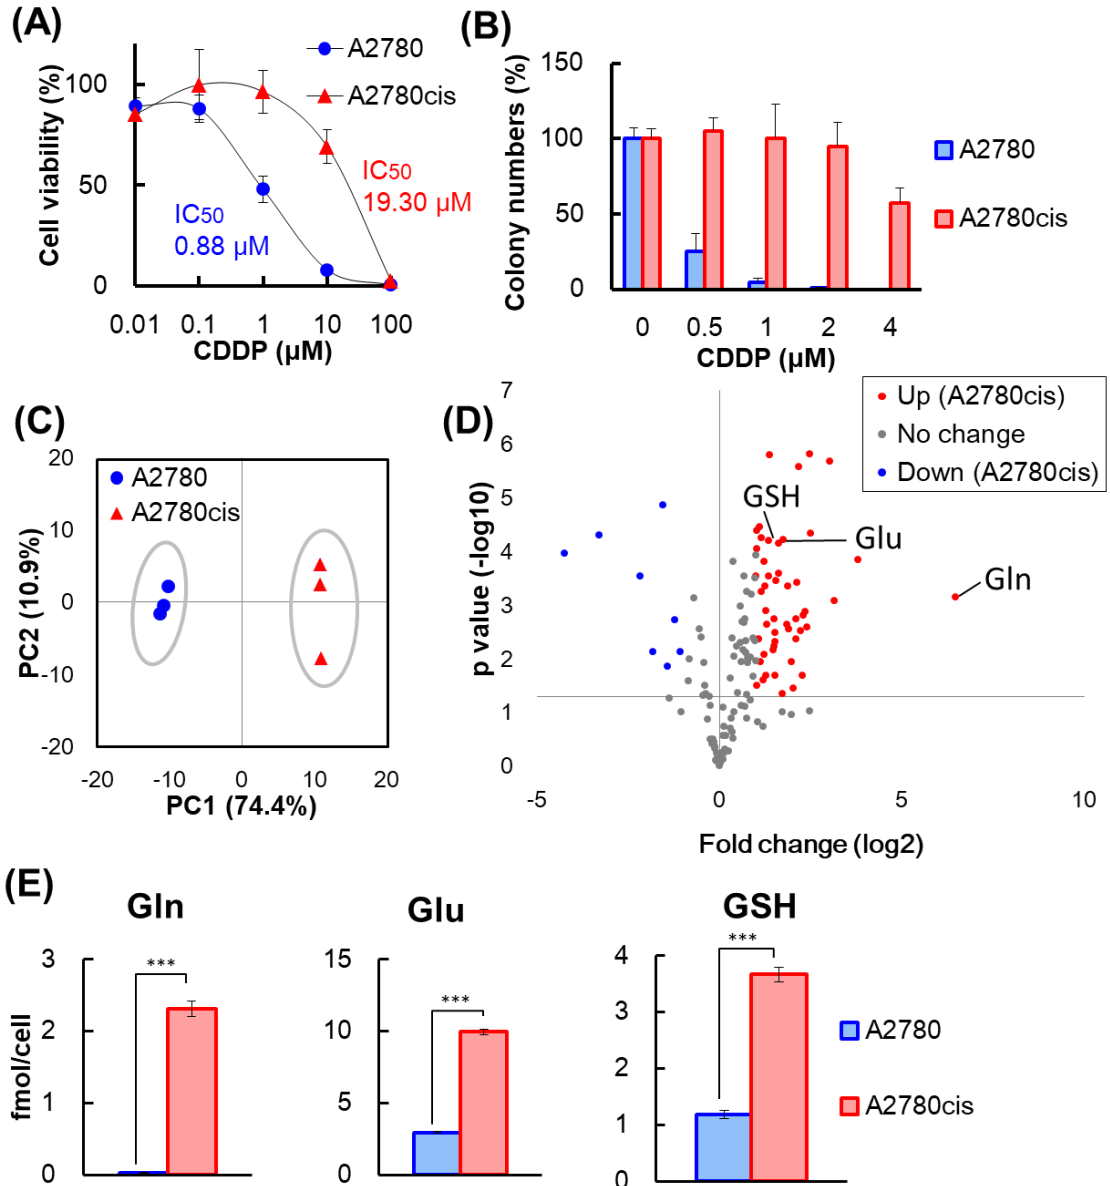 (A)
Cell viability (%)
100
50
0
0.01 0.1 1 10 100
CDDP (µM)
A2780
A2780cis
IC50
0.88 µM
IC50
19.30 µM
(B)
Colony numbers (%)
150
100
50
0
0 0.5 1 2 4
CDDP (µM)
A2780
A2780cis
(C)
PC2 (10.9%)
20
10
0
-10
-20
-20 -10 0 10 20
PC1 (74.4%)
A2780
A2780cis
(D)
p value (-log10)
7
6
5
4
3
2
1
0
-5 0 5 10
Fold change (log2)
Up (A2780cis)
No change
Down (A2780cis)
GSH
Glu
Gln
(E)
fmol/cell
Gln
3
2
1
0
***
Glu
15
10
5
0
***
GSH
4
3
2
1
0
***
A2780
A2780cis